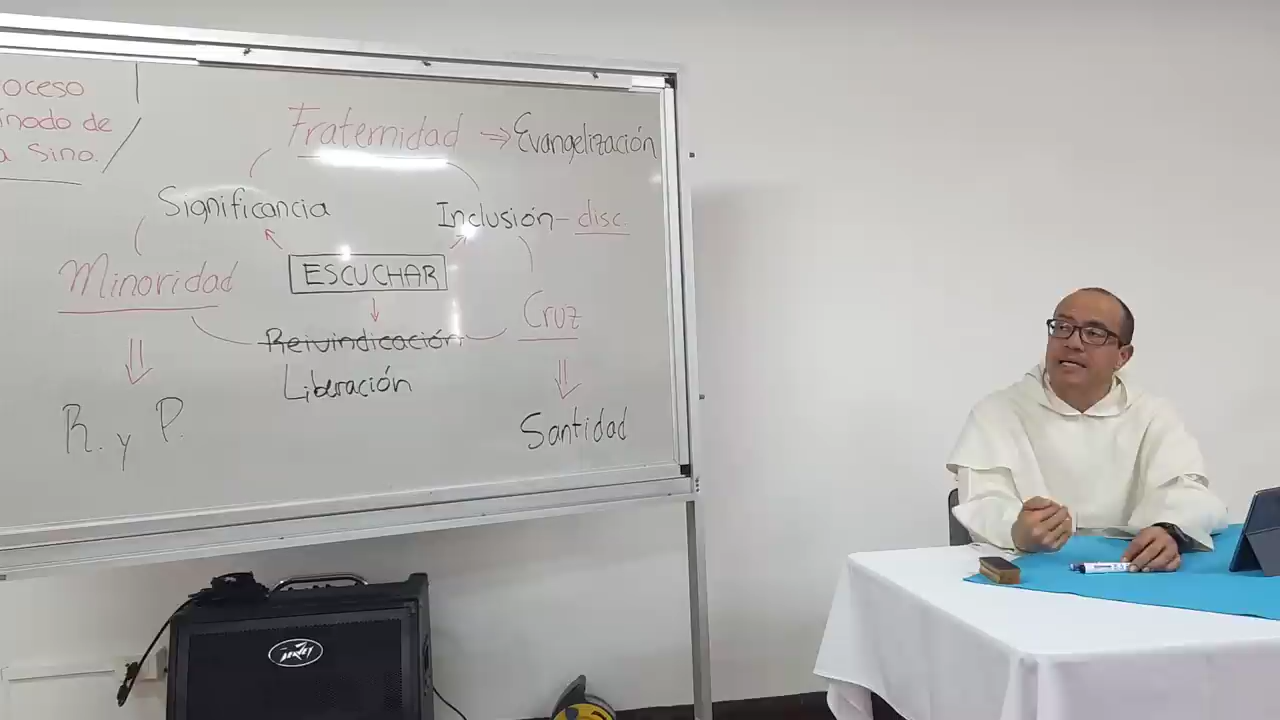 oceso
ínodo de
a Sino.
Fraternidad ⇒ Evangelización
Significancia
Inclusión - disc.
Minoridad
ESCUCHAR
Cruz
Reivindicación
Liberación
R. y P.
Santidad
PEAVEY